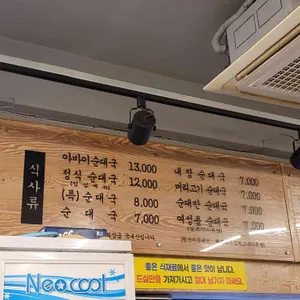 식사류
아바이순대국 13,000
정식순대국 12,000
(특)순대국 8,000
순대국 7,000
내장순대국 7,000
머리고기순대국 7,000
순대만순대국 7,000
여성용순대국 7,000
좋은 식재료에서 좋은 맛이 납니다.
드실만큼 가져가시고 절대 남기지 마세요.
Neocool